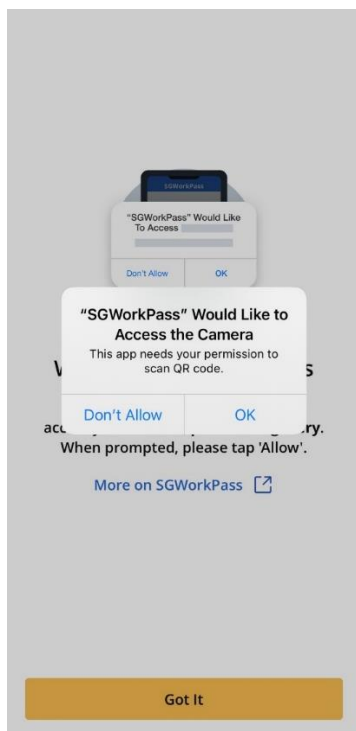 SGWorkPass
"SGWorkPass" Would Like
To Access
Don't Allow
OK
"SGWorkPass" Would Like to
Access the Camera
This app needs your permission to
scan QR code.
Don't Allow
OK
When prompted, please tap 'Allow'.
More on SGWorkPass
Got It